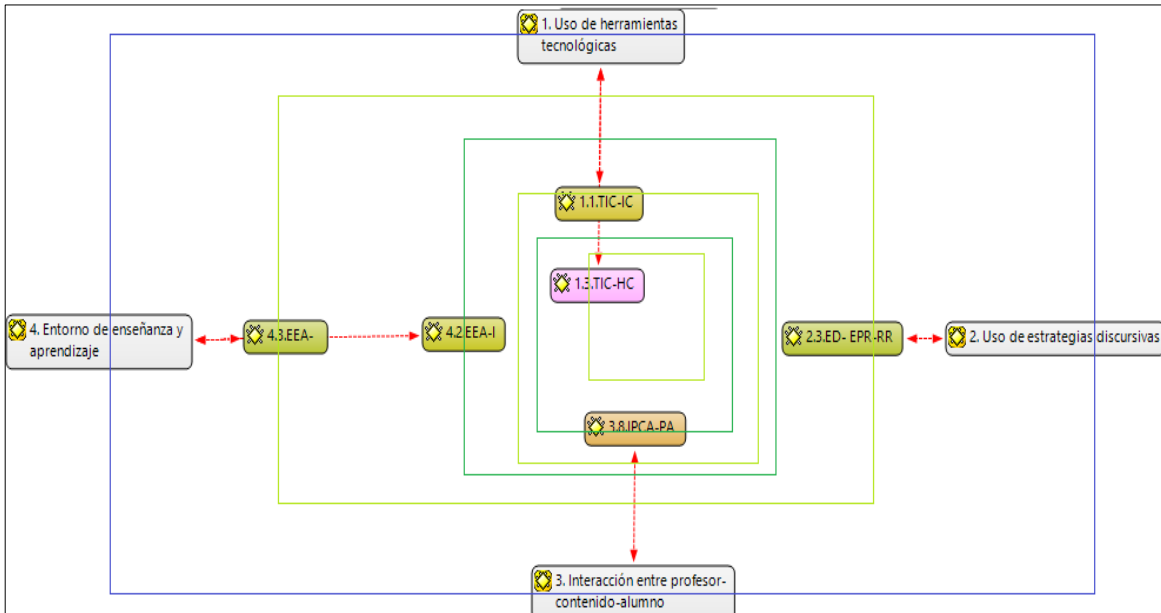 1. Uso de herramientas
tecnológicas
1.1.TIC-IC
1.3.TIC-HC
4. Entorno de enseñanza y
aprendizaje
4.3.EEA-
4.2.EEA-I
2.3.ED- EPR-RR
2. Uso de estrategias discursivas
3.8.IPCA-PA
3. Interacción entre profesor-
contenido-alumno